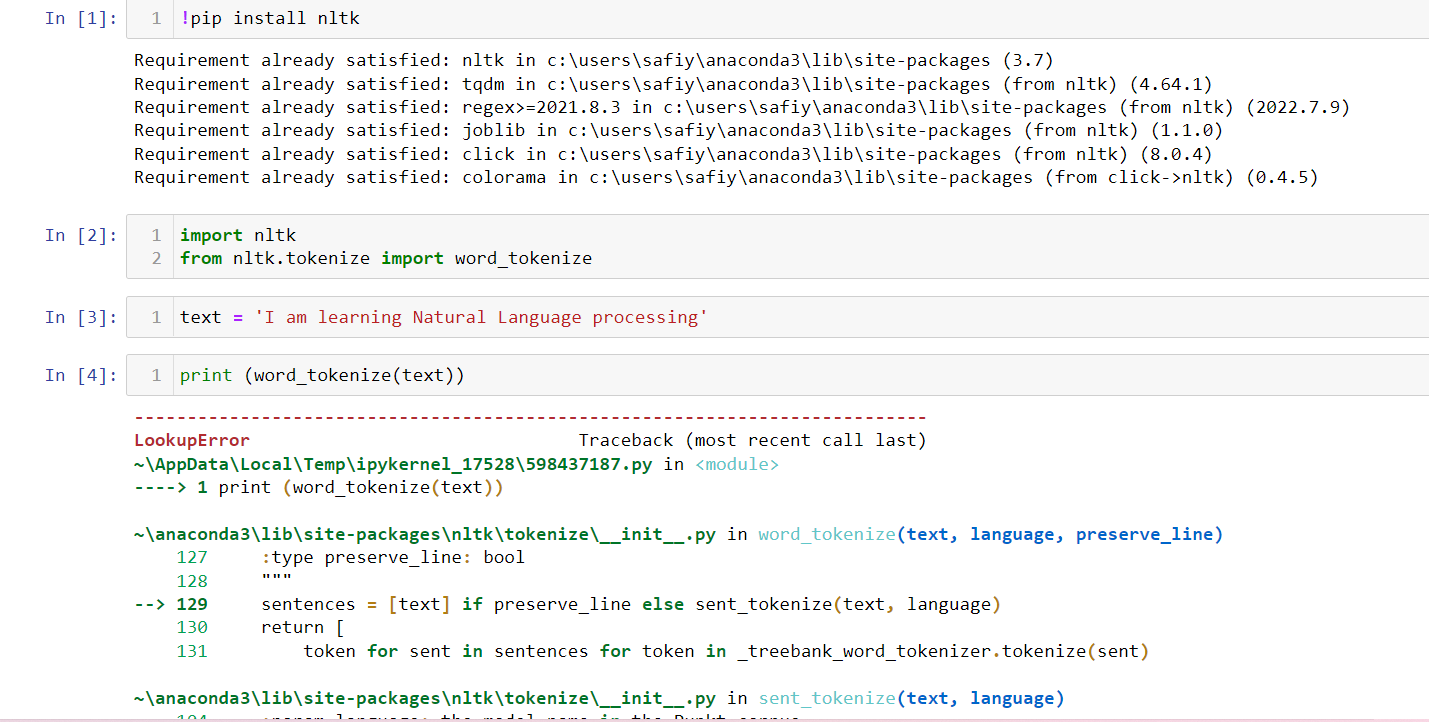 In [1]: 1 !pip install nltk
Requirement already satisfied: nltk in c:\users\safiy\anaconda3\lib\site-packages (3.7)
Requirement already satisfied: tqdm in c:\users\safiy\anaconda3\lib\site-packages (from nltk) (4.64.1)
Requirement already satisfied: regex>=2021.8.3 in c:\users\safiy\anaconda3\lib\site-packages (from nltk) (2022.7.9)
Requirement already satisfied: joblib in c:\users\safiy\anaconda3\lib\site-packages (from nltk) (1.1.0)
Requirement already satisfied: click in c:\users\safiy\anaconda3\lib\site-packages (from nltk) (8.0.4)
Requirement already satisfied: colorama in c:\users\safiy\anaconda3\lib\site-packages (from click->nltk) (0.4.5)
In [2]: 1 import nltk
2 from nltk.tokenize import word_tokenize
In [3]: 1 text = 'I am learning Natural Language processing'
In [4]: 1 print (word_tokenize(text))
---------------------------------------------------------------------------
LookupError Traceback (most recent call last)
~\AppData\Local\Temp\ipykernel_17528\598437187.py in <module>
----> 1 print (word_tokenize(text))
~\anaconda3\lib\site-packages\nltk\tokenize\__init__.py in word_tokenize(text, language, preserve_line)
127 :type preserve_line: bool
128 """
--> 129 sentences = [text] if preserve_line else sent_tokenize(text, language)
130 return [
131 token for sent in sentences for token in _treebank_word_tokenizer.tokenize(sent)
~\anaconda3\lib\site-packages\nltk\tokenize\__init__.py in sent_tokenize(text, language)